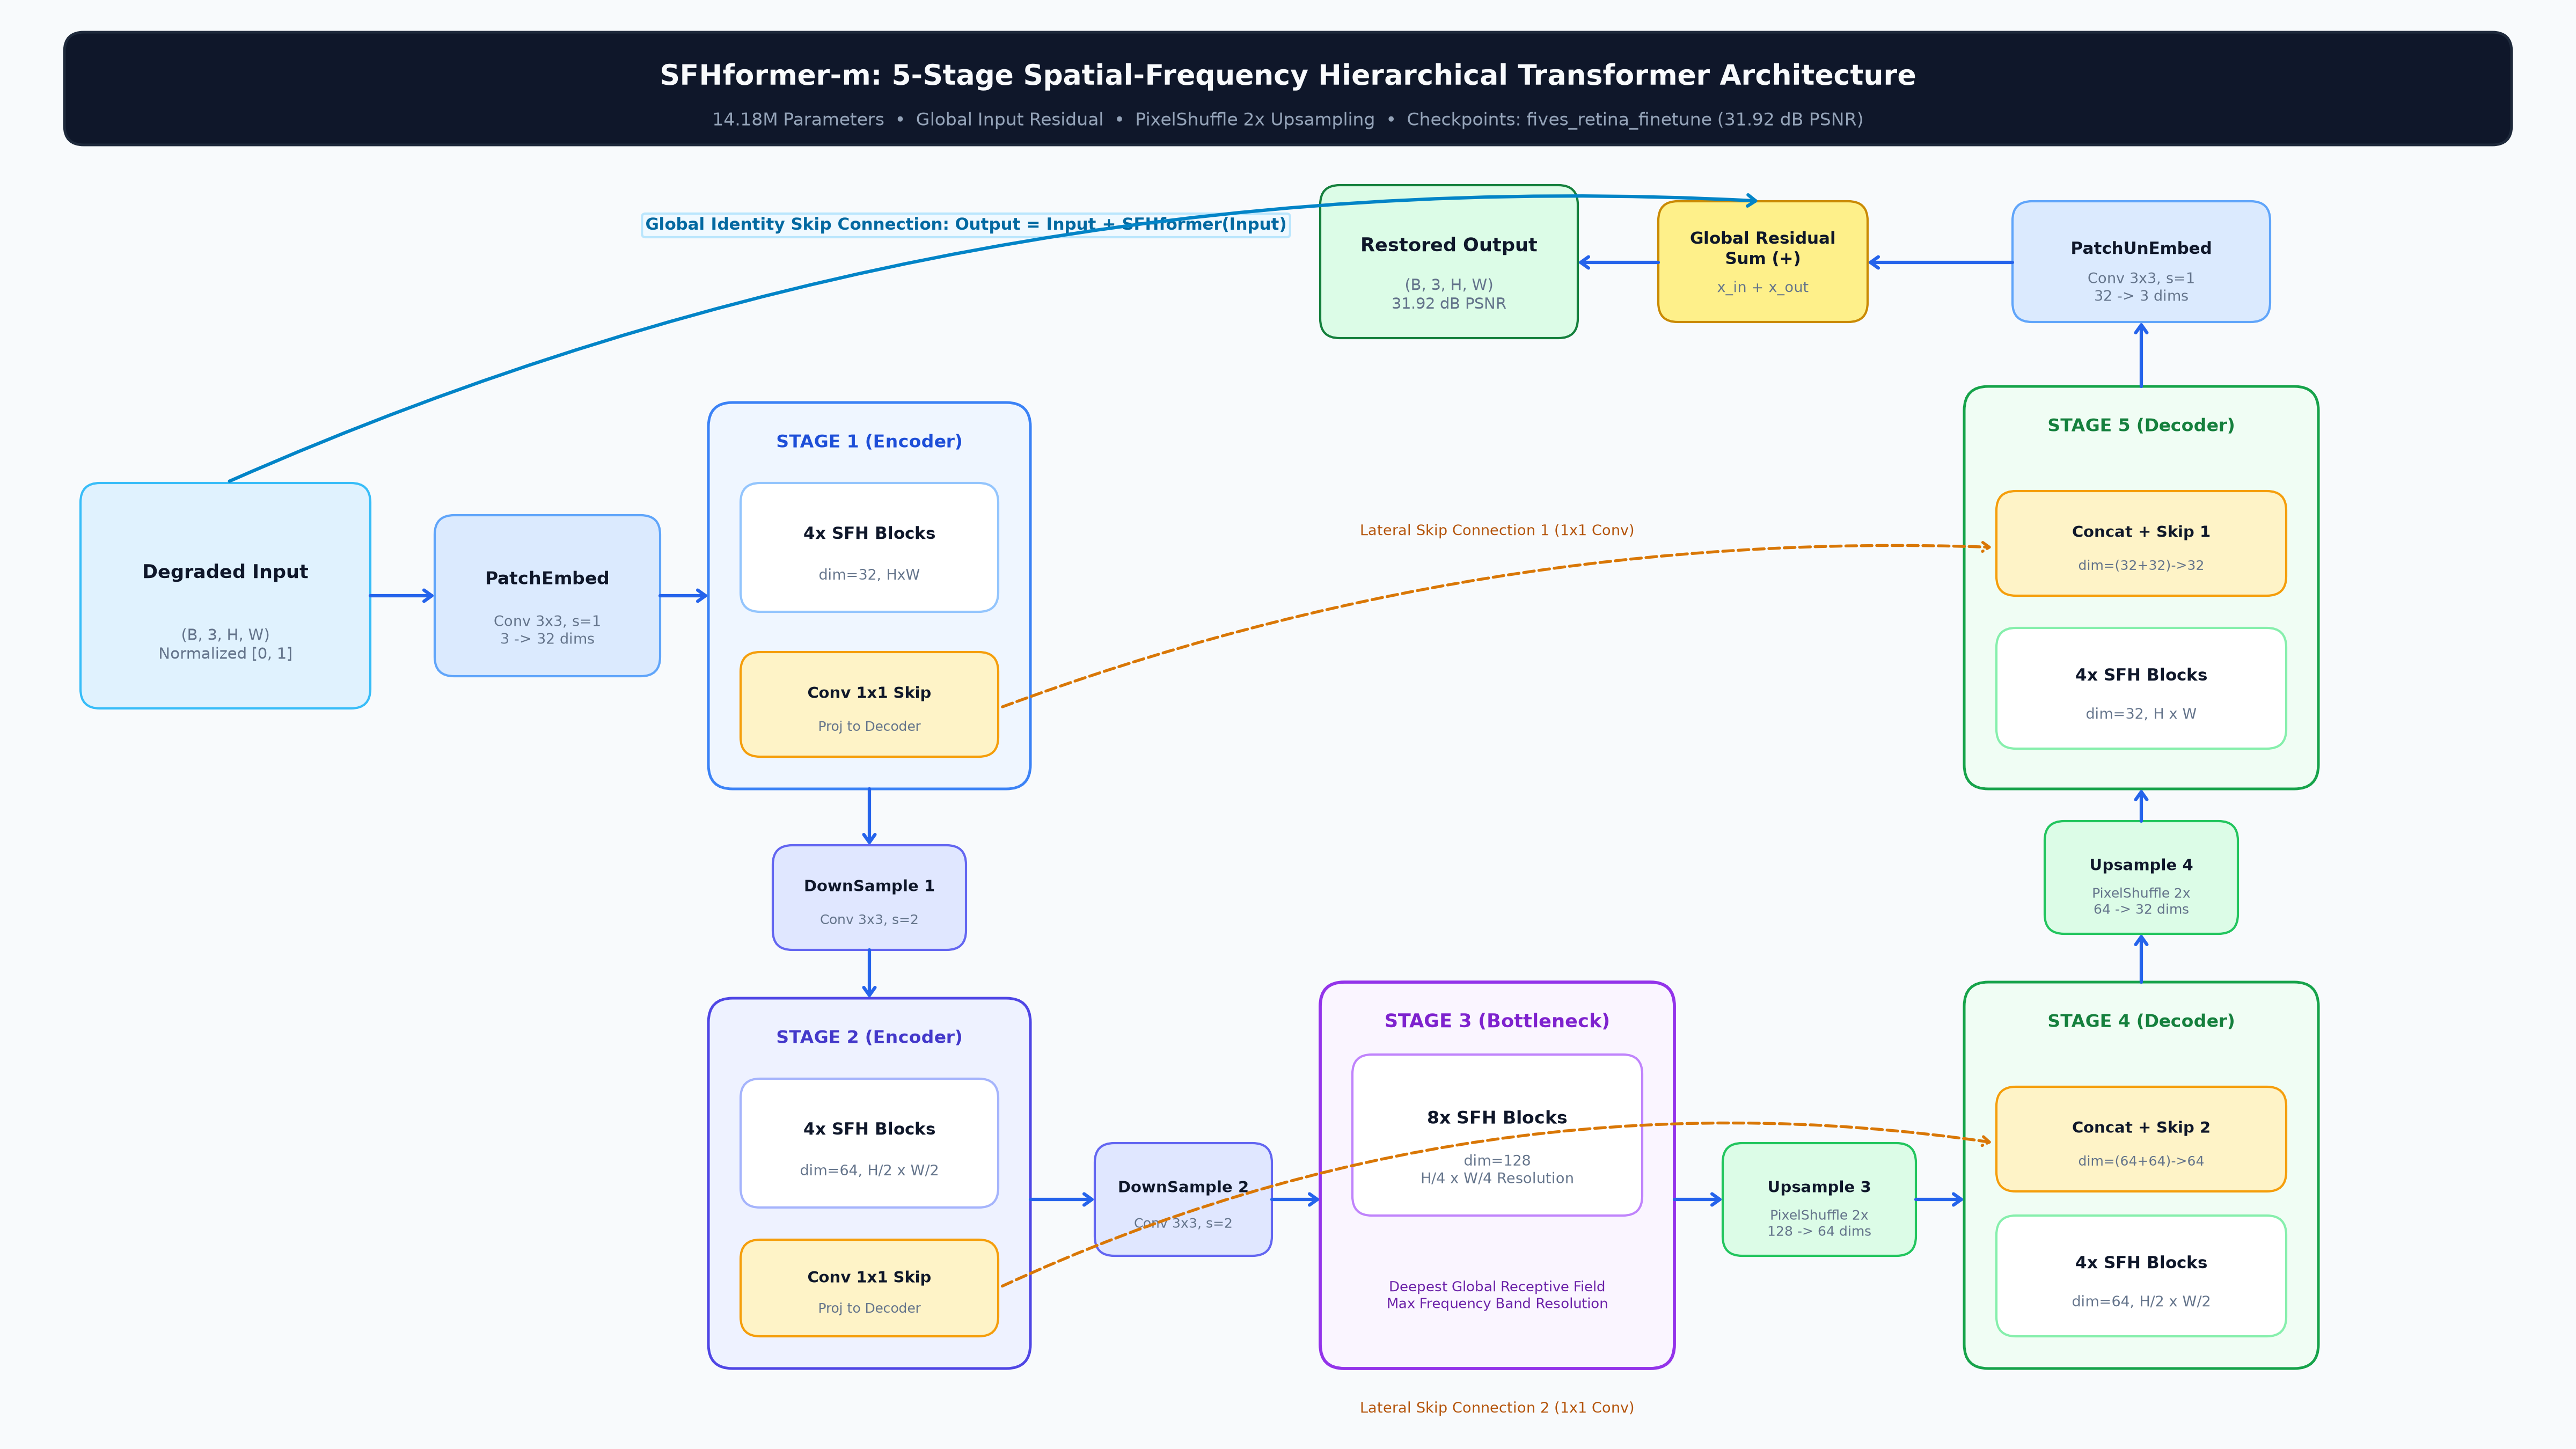 SFHformer-m: 5-Stage Spatial-Frequency Hierarchical Transformer Architecture
14.18M Parameters • Global Input Residual • PixelShuffle 2x Upsampling • Checkpoints: fives_retina_finetune (31.92 dB PSNR)
Global Identity Skip Connection: Output = Input + SFHformer(Input)
Restored Output
(B, 3, H, W)
31.92 dB PSNR
Global Residual
Sum (+)
x_in + x_out
PatchUnEmbed
Conv 3x3, s=1
32 -> 3 dims
Degraded Input
(B, 3, H, W)
Normalized [0, 1]
PatchEmbed
Conv 3x3, s=1
3 -> 32 dims
STAGE 1 (Encoder)
4x SFH Blocks
dim=32, HxW
Conv 1x1 Skip
Proj to Decoder
Lateral Skip Connection 1 (1x1 Conv)
STAGE 5 (Decoder)
Concat + Skip 1
dim=(32+32)->32
4x SFH Blocks
dim=32, H x W
DownSample 1
Conv 3x3, s=2
Upsample 4
PixelShuffle 2x
64 -> 32 dims
STAGE 2 (Encoder)
4x SFH Blocks
dim=64, H/2 x W/2
Conv 1x1 Skip
Proj to Decoder
DownSample 2
Conv 3x3, s=2
STAGE 3 (Bottleneck)
8x SFH Blocks
dim=128
H/4 x W/4 Resolution
Deepest Global Receptive Field
Max Frequency Band Resolution
Upsample 3
PixelShuffle 2x
128 -> 64 dims
STAGE 4 (Decoder)
Concat + Skip 2
dim=(64+64)->64
4x SFH Blocks
dim=64, H/2 x W/2
Lateral Skip Connection 2 (1x1 Conv)